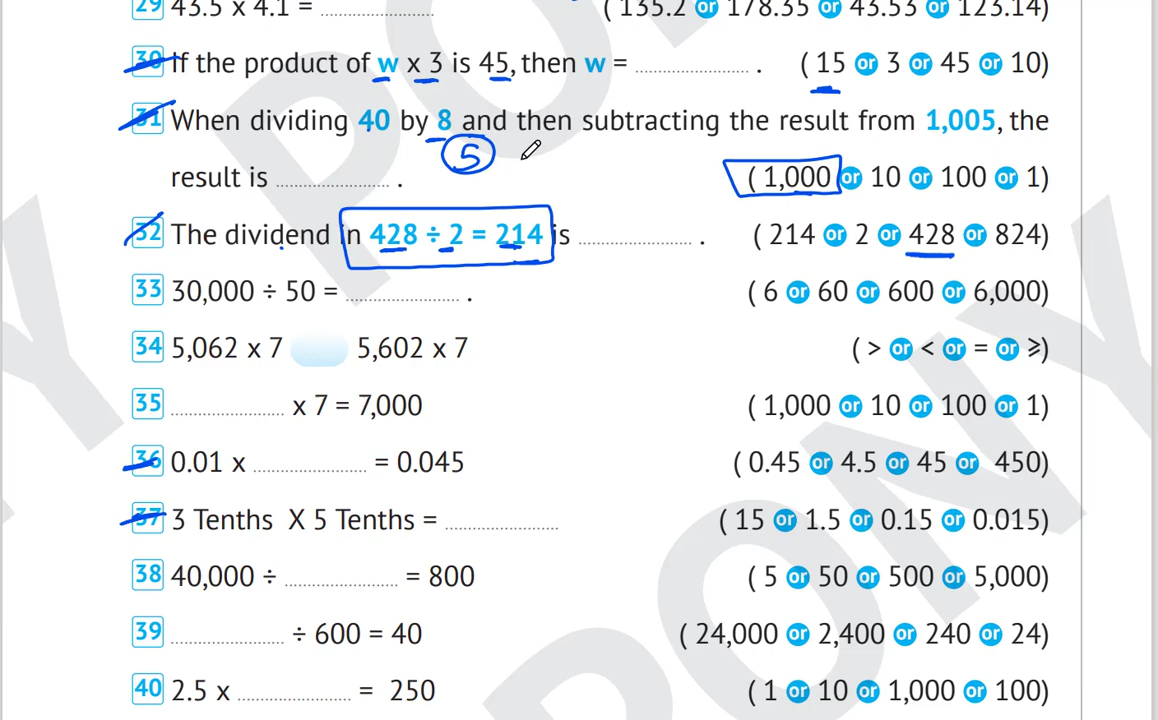 29 43.5 x 4.1 = .................... ( 135.2 or 178.35 or 43.53 or 123.14)
30 If the product of w x 3 is 45, then w = .................... . ( 15 or 3 or 45 or 10)
31 When dividing 40 by 8 and then subtracting the result from 1,005, the
5
result is .................... . ( 1,000 or 10 or 100 or 1)
32 The dividend in 428 ÷ 2 = 214 is .................... . ( 214 or 2 or 428 or 824)
33 30,000 ÷ 50 = .................... . ( 6 or 60 or 600 or 6,000)
34 5,062 x 7 5,602 x 7 ( > or < or = or ⩾)
35 .................... x 7 = 7,000 ( 1,000 or 10 or 100 or 1)
36 0.01 x .................... = 0.045 ( 0.45 or 4.5 or 45 or 450)
37 3 Tenths X 5 Tenths = .................... ( 15 or 1.5 or 0.15 or 0.015)
38 40,000 ÷ .................... = 800 ( 5 or 50 or 500 or 5,000)
39 .................... ÷ 600 = 40 ( 24,000 or 2,400 or 240 or 24)
40 2.5 x .................... = 250 ( 1 or 10 or 1,000 or 100)